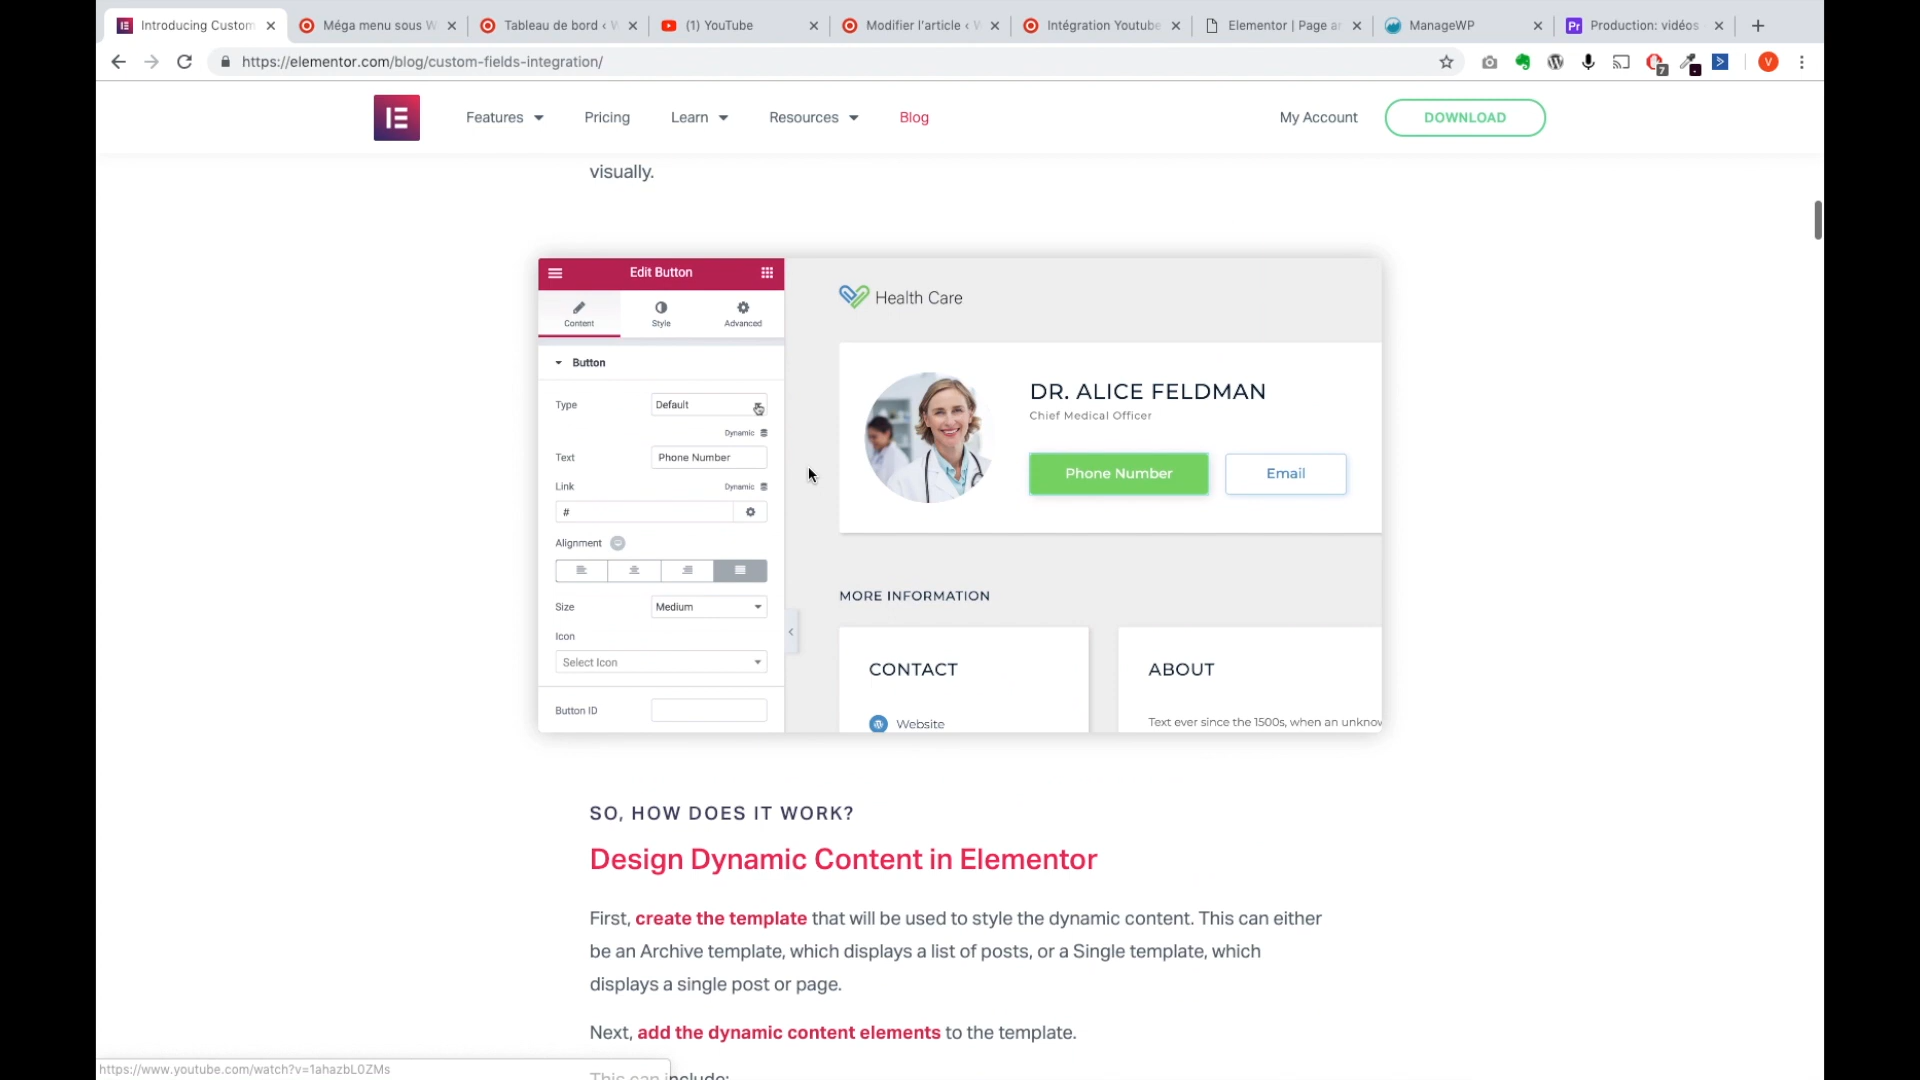 Introducing Custom
Méga menu sous W
Tableau de bord ‹ W
(1) YouTube
Modifier l'article ‹ W
Intégration Youtube
Elementor | Page ar
ManageWP
Pr Production: vidéos
https://elementor.com/blog/custom-fields-integration/
7
V
Features
Pricing
Learn
Resources
Blog
My Account
DOWNLOAD
visually.
Edit Button
Content
Style
Advanced
Button
Type
Default
Dynamic
Text
Phone Number
Link
Dynamic
#
Alignment
Size
Medium
Icon
Select Icon
Button ID
Health Care
DR. ALICE FELDMAN
Chief Medical Officer
Phone Number
Email
MORE INFORMATION
CONTACT
Website
ABOUT
Text ever since the 1500s, when an unknow
SO, HOW DOES IT WORK?
Design Dynamic Content in Elementor
First, create the template that will be used to style the dynamic content. This can either
be an Archive template, which displays a list of posts, or a Single template, which
displays a single post or page.
Next, add the dynamic content elements to the template.
This can include:
https://www.youtube.com/watch?v=1ahazbL0ZMs